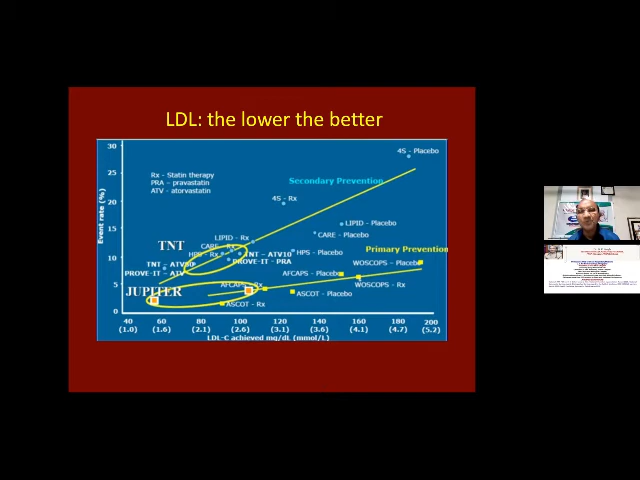 LDL: the lower the better
Event rate (%)
30
25
20
15
10
5
0
Rx - Statin therapy
PRA – pravastatin
ATV - atorvastatin
4S - Placebo
Secondary Prevention
4S - Rx
LIPID - Placebo
CARE - Placebo
LIPID - Rx
TNT
CARE - Rx
HPS - Rx
HPS - Placebo
Primary Prevention
TNT – ATV10
PROVE-IT – PRA
WOSCOPS – Placebo
TNT – ATV80
PROVE-IT – ATV
AFCAPS - Placebo
JUPITER
AFCAPS - Rx
WOSCOPS - Rx
ASCOT - Placebo
ASCOT - Rx
40 60 80 100 120 140 160 180 200
(1.0) (1.6) (2.1) (2.6) (3.1) (3.6) (4.1) (4.7) (5.2)
LDL-C achieved mg/dL (mmol/L)